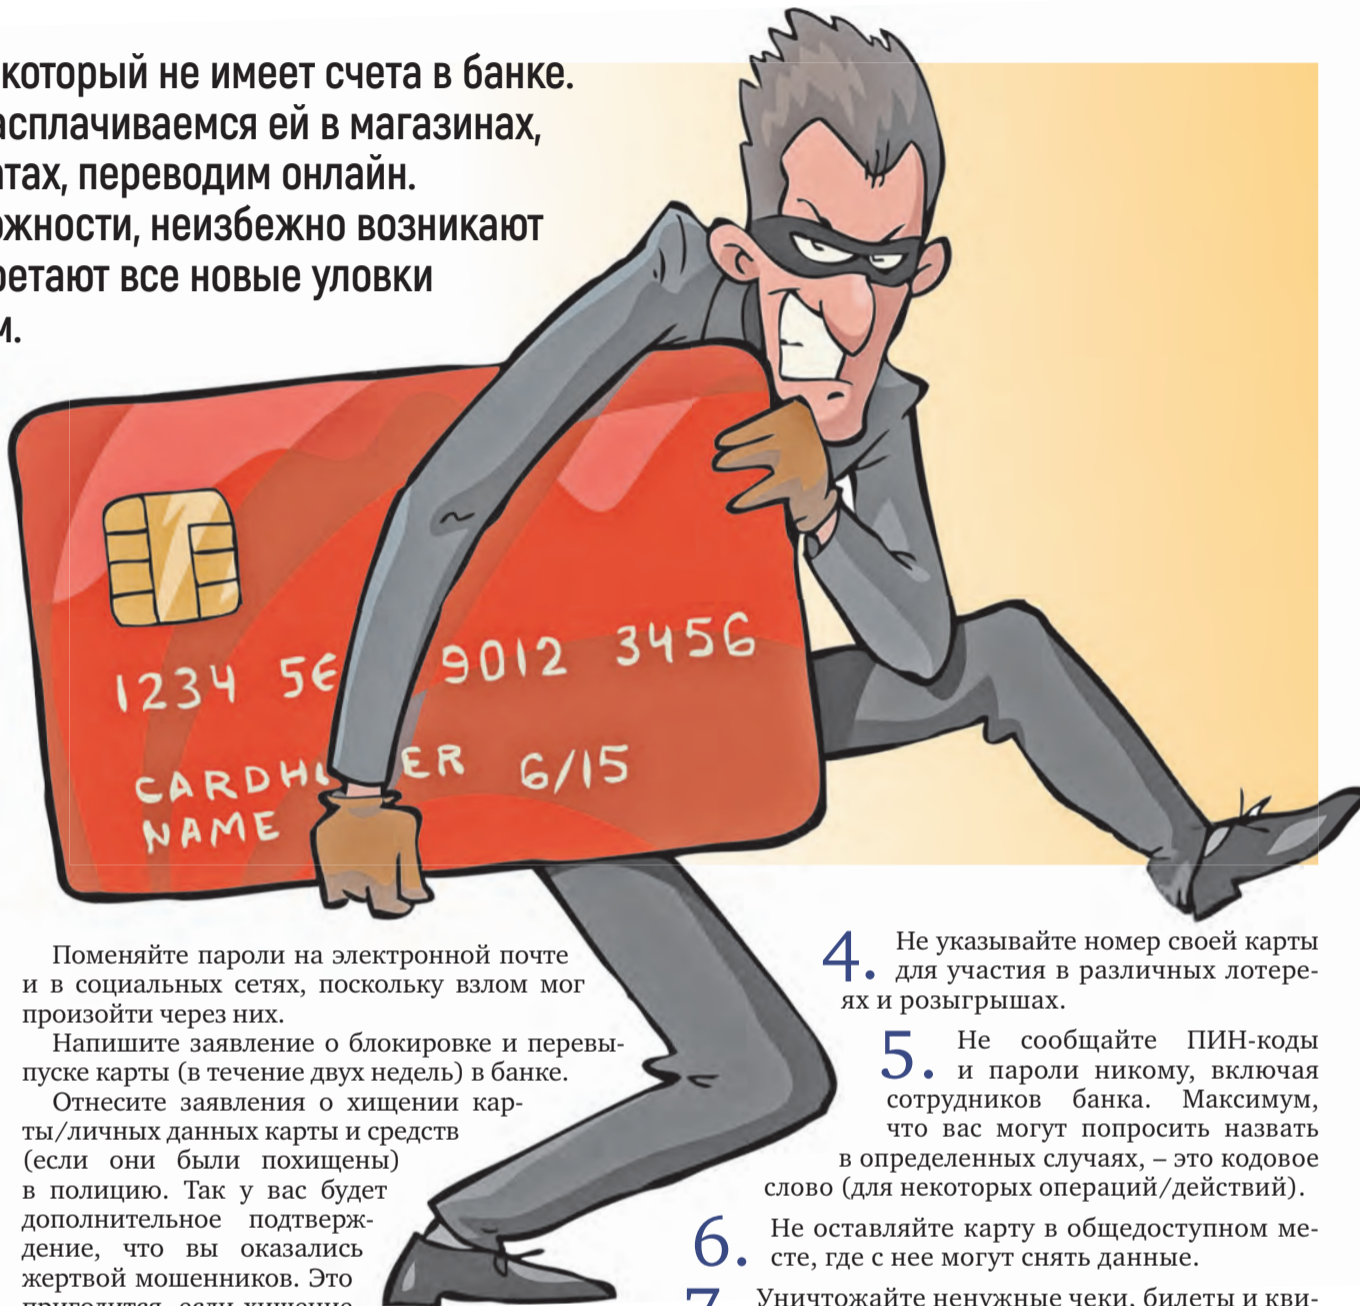 который не имеет счета в банке.
асплачиваемся ей в магазинах,
тах, переводим онлайн.
жности, неизбежно возникают
ретают все новые уловки
м.
1234 5 9012 3456
CARDH ER 6/15
NAME
Поменяйте пароли на электронной почте
и в социальных сетях, поскольку взлом мог
произойти через них.
Напишите заявление о блокировке и перевы-
пуске карты (в течение двух недель) в банке.
Отнесите заявления о хищении кар-
ты/личных данных карты и средств
(если они были похищены)
в полицию. Так у вас будет
дополнительное подтверж-
дение, что вы оказались
жертвой мошенников. Это
пригодится, если хищение
4. Не указывайте номер своей карты
для участия в различных лотере-
ях и розыгрышах.
5. Не сообщайте ПИН-коды
и пароли никому, включая
сотрудников банка. Максимум,
что вас могут попросить назвать
в определенных случаях, – это кодовое
слово (для некоторых операций/действий).
6. Не оставляйте карту в общедоступном ме-
сте, где с нее могут снять данные.
7. Уничтожайте ненужные чеки, билеты и кви-